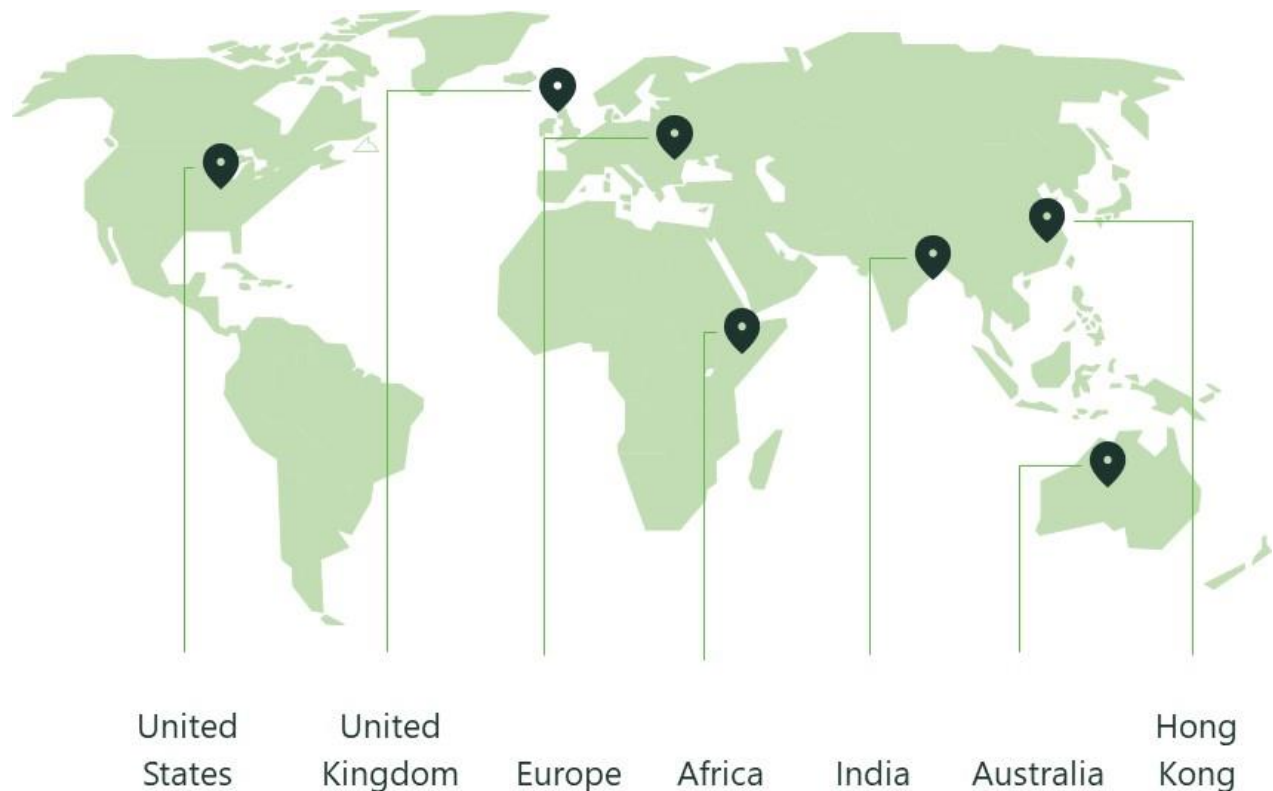 United States
United Kingdom
Europe
Africa
India
Australia
Hong Kong